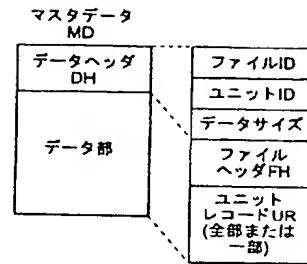 マスタデータ
MD
データヘッダ
DH
データ部
ファイルID
ユニットID
データサイズ
ファイル
ヘッダFH
ユニット
レコードUR
(全部または
一部)